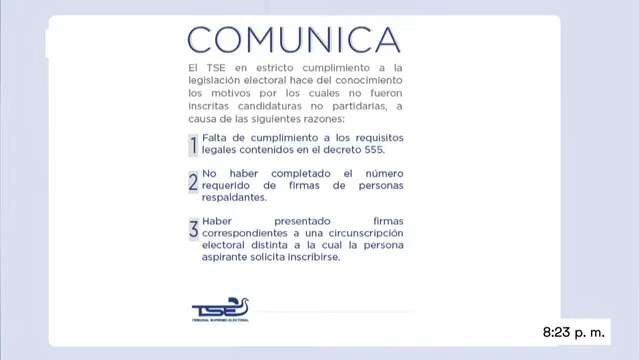 COMUNICA
El TSE en estricto cumplimiento a la
legislación electoral hace del conocimiento
los motivos por los cuales no fueron
inscritas candidaturas no partidarias, a
causa de las siguientes razones:
1 Falta de cumplimiento a los requisitos
legales contenidos en el decreto 555.
2 No haber completado el número
requerido de firmas de personas
respaldantes.
3 Haber presentado firmas
correspondientes a una circunscripción
electoral distinta a la cual la persona
aspirante solicita inscribirse.
TSE
TRIBUNAL SUPREMO ELECTORAL
8:23 p. m.